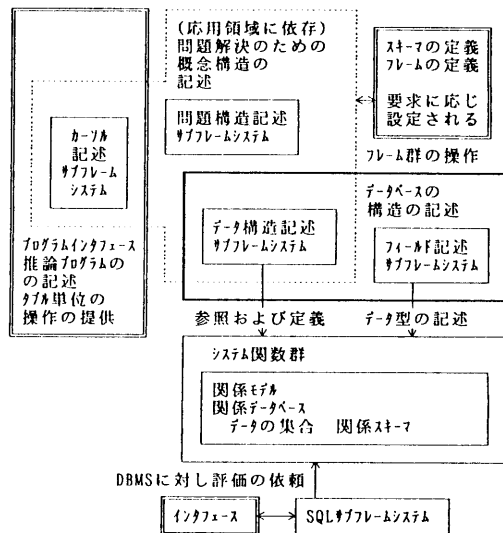 (応用領域に依存)
問題解決のための
概念構造の
記述
問題構造記述
ｻﾌﾞﾌﾚｰﾑシステム
ｽｷｰﾏの定義
ﾌﾚｰﾑの定義
要求に応じ
設定される
ｶｰｿﾙ
記述
ｻﾌﾞﾌﾚｰﾑ
システム
ﾌﾚｰﾑ群の操作
ﾃﾞｰﾀﾍﾞｰｽの
構造の記述
ﾃﾞｰﾀ構造記述
ｻﾌﾞﾌﾚｰﾑシステム
ﾌｨｰﾙﾄﾞ記述
ｻﾌﾞﾌﾚｰﾑシステム
ﾌﾟﾛｸﾞﾗﾑｲﾝﾀﾌｪｰｽ
推論ﾌﾟﾛｸﾞﾗﾑの
の記述
ﾀﾌﾞﾙ単位の
操作の提供
参照および定義
ﾃﾞｰﾀ型の記述
システム関数群
関係ﾓﾃﾞﾙ
関係ﾃﾞｰﾀﾍﾞｰｽ
ﾃﾞｰﾀの集合 関係ｽｷｰﾏ
DBMSに対し評価の依頼
ｲﾝﾀﾌｪｰｽ
SQLｻﾌﾞﾌﾚｰﾑシステム